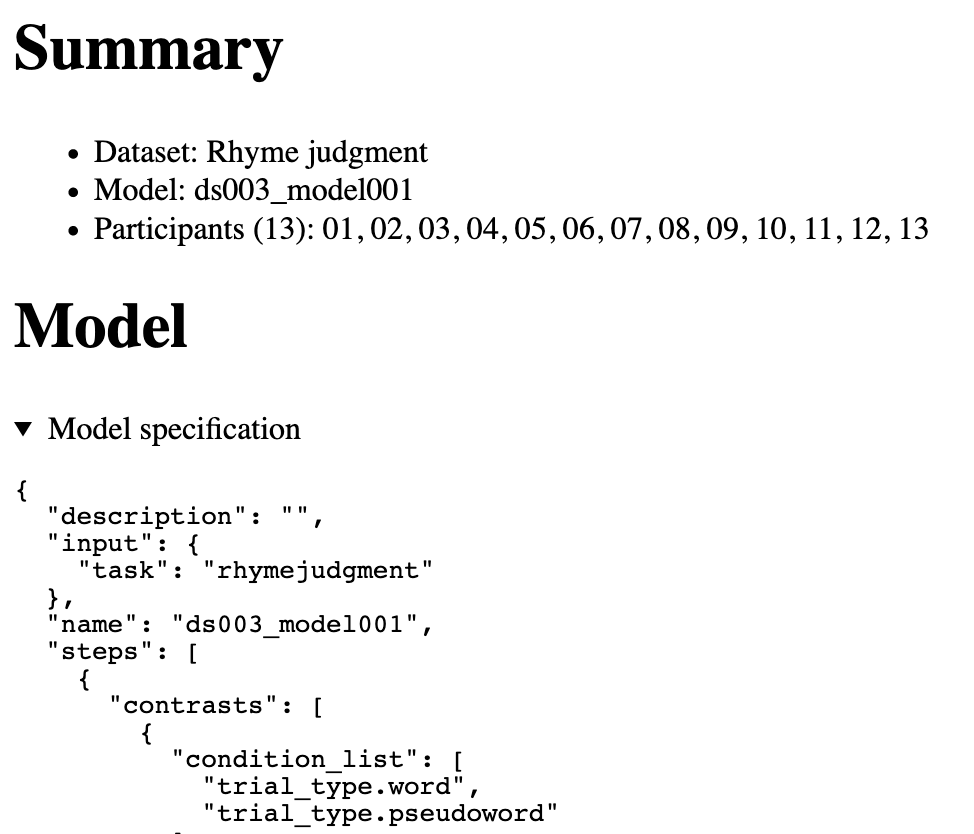 Summary
• Dataset: Rhyme judgment
• Model: ds003_model001
• Participants (13): 01, 02, 03, 04, 05, 06, 07, 08, 09, 10, 11, 12, 13
Model
▼ Model specification
{
  "description": "",
  "input": {
    "task": "rhymejudgment"
  },
  "name": "ds003_model001",
  "steps": [
    {
      "contrasts": [
        {
          "condition_list": [
            "trial_type.word",
            "trial_type.pseudoword"